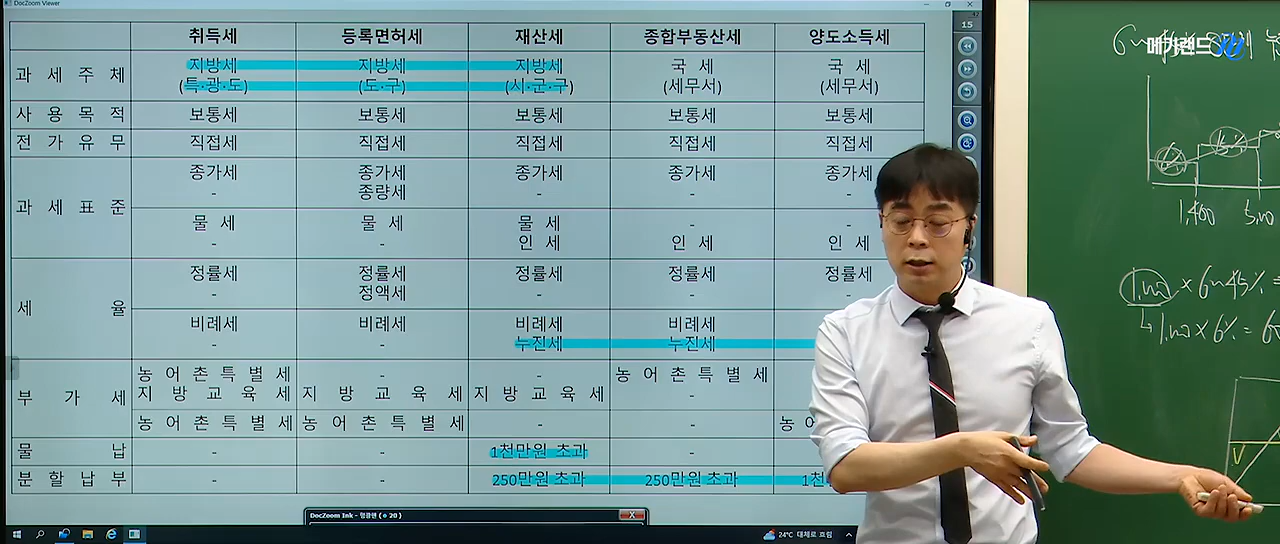 DocZoom Viewer
취득세 등록면허세 재산세 종합부동산세 양도소득세
과세주체 지방세 지방세 지방세 국 세 국 세
(특·광·도) (도·구) (시·군·구) (세무서) (세무서)
사용목적 보통세 보통세 보통세 보통세 보통세
전가유무 직접세 직접세 직접세 직접세 직접세
과세표준 종가세 종가세 종가세 종가세 종가세
- 종량세 - - -
물 세 물 세 물 세 - -
- - 인 세 인 세 인 세
세 율 정률세 정률세 정률세 정률세 정률세
- 정액세 - -
비례세 비례세 비례세 비례세
- - 누진세 누진세
부가세 농어촌특별세 - - 농어촌특별세
지방교육세 지방교육세 지방교육세 -
농어촌특별세 농어촌특별세 - - 농어
물 납 - - 1천만원 초과 -
분할납부 - - 250만원 초과 250만원 초과 1천
DocZoom Ink - 형광펜 ( 20 )
24°C 대체로 흐림
15
메가랜드
1,400
× 6~45% =
× 6% =